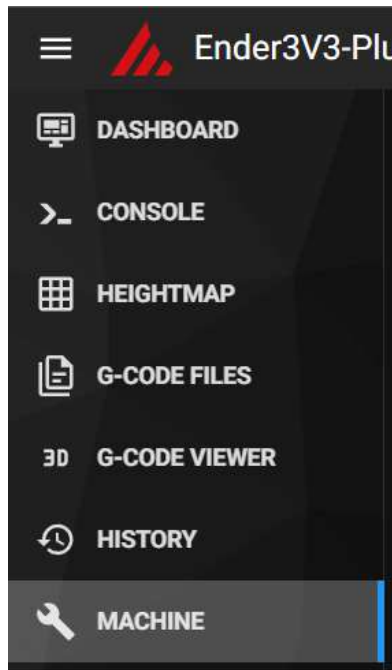 Ender3V3-Plu
DASHBOARD
CONSOLE
HEIGHTMAP
G-CODE FILES
3D G-CODE VIEWER
HISTORY
MACHINE